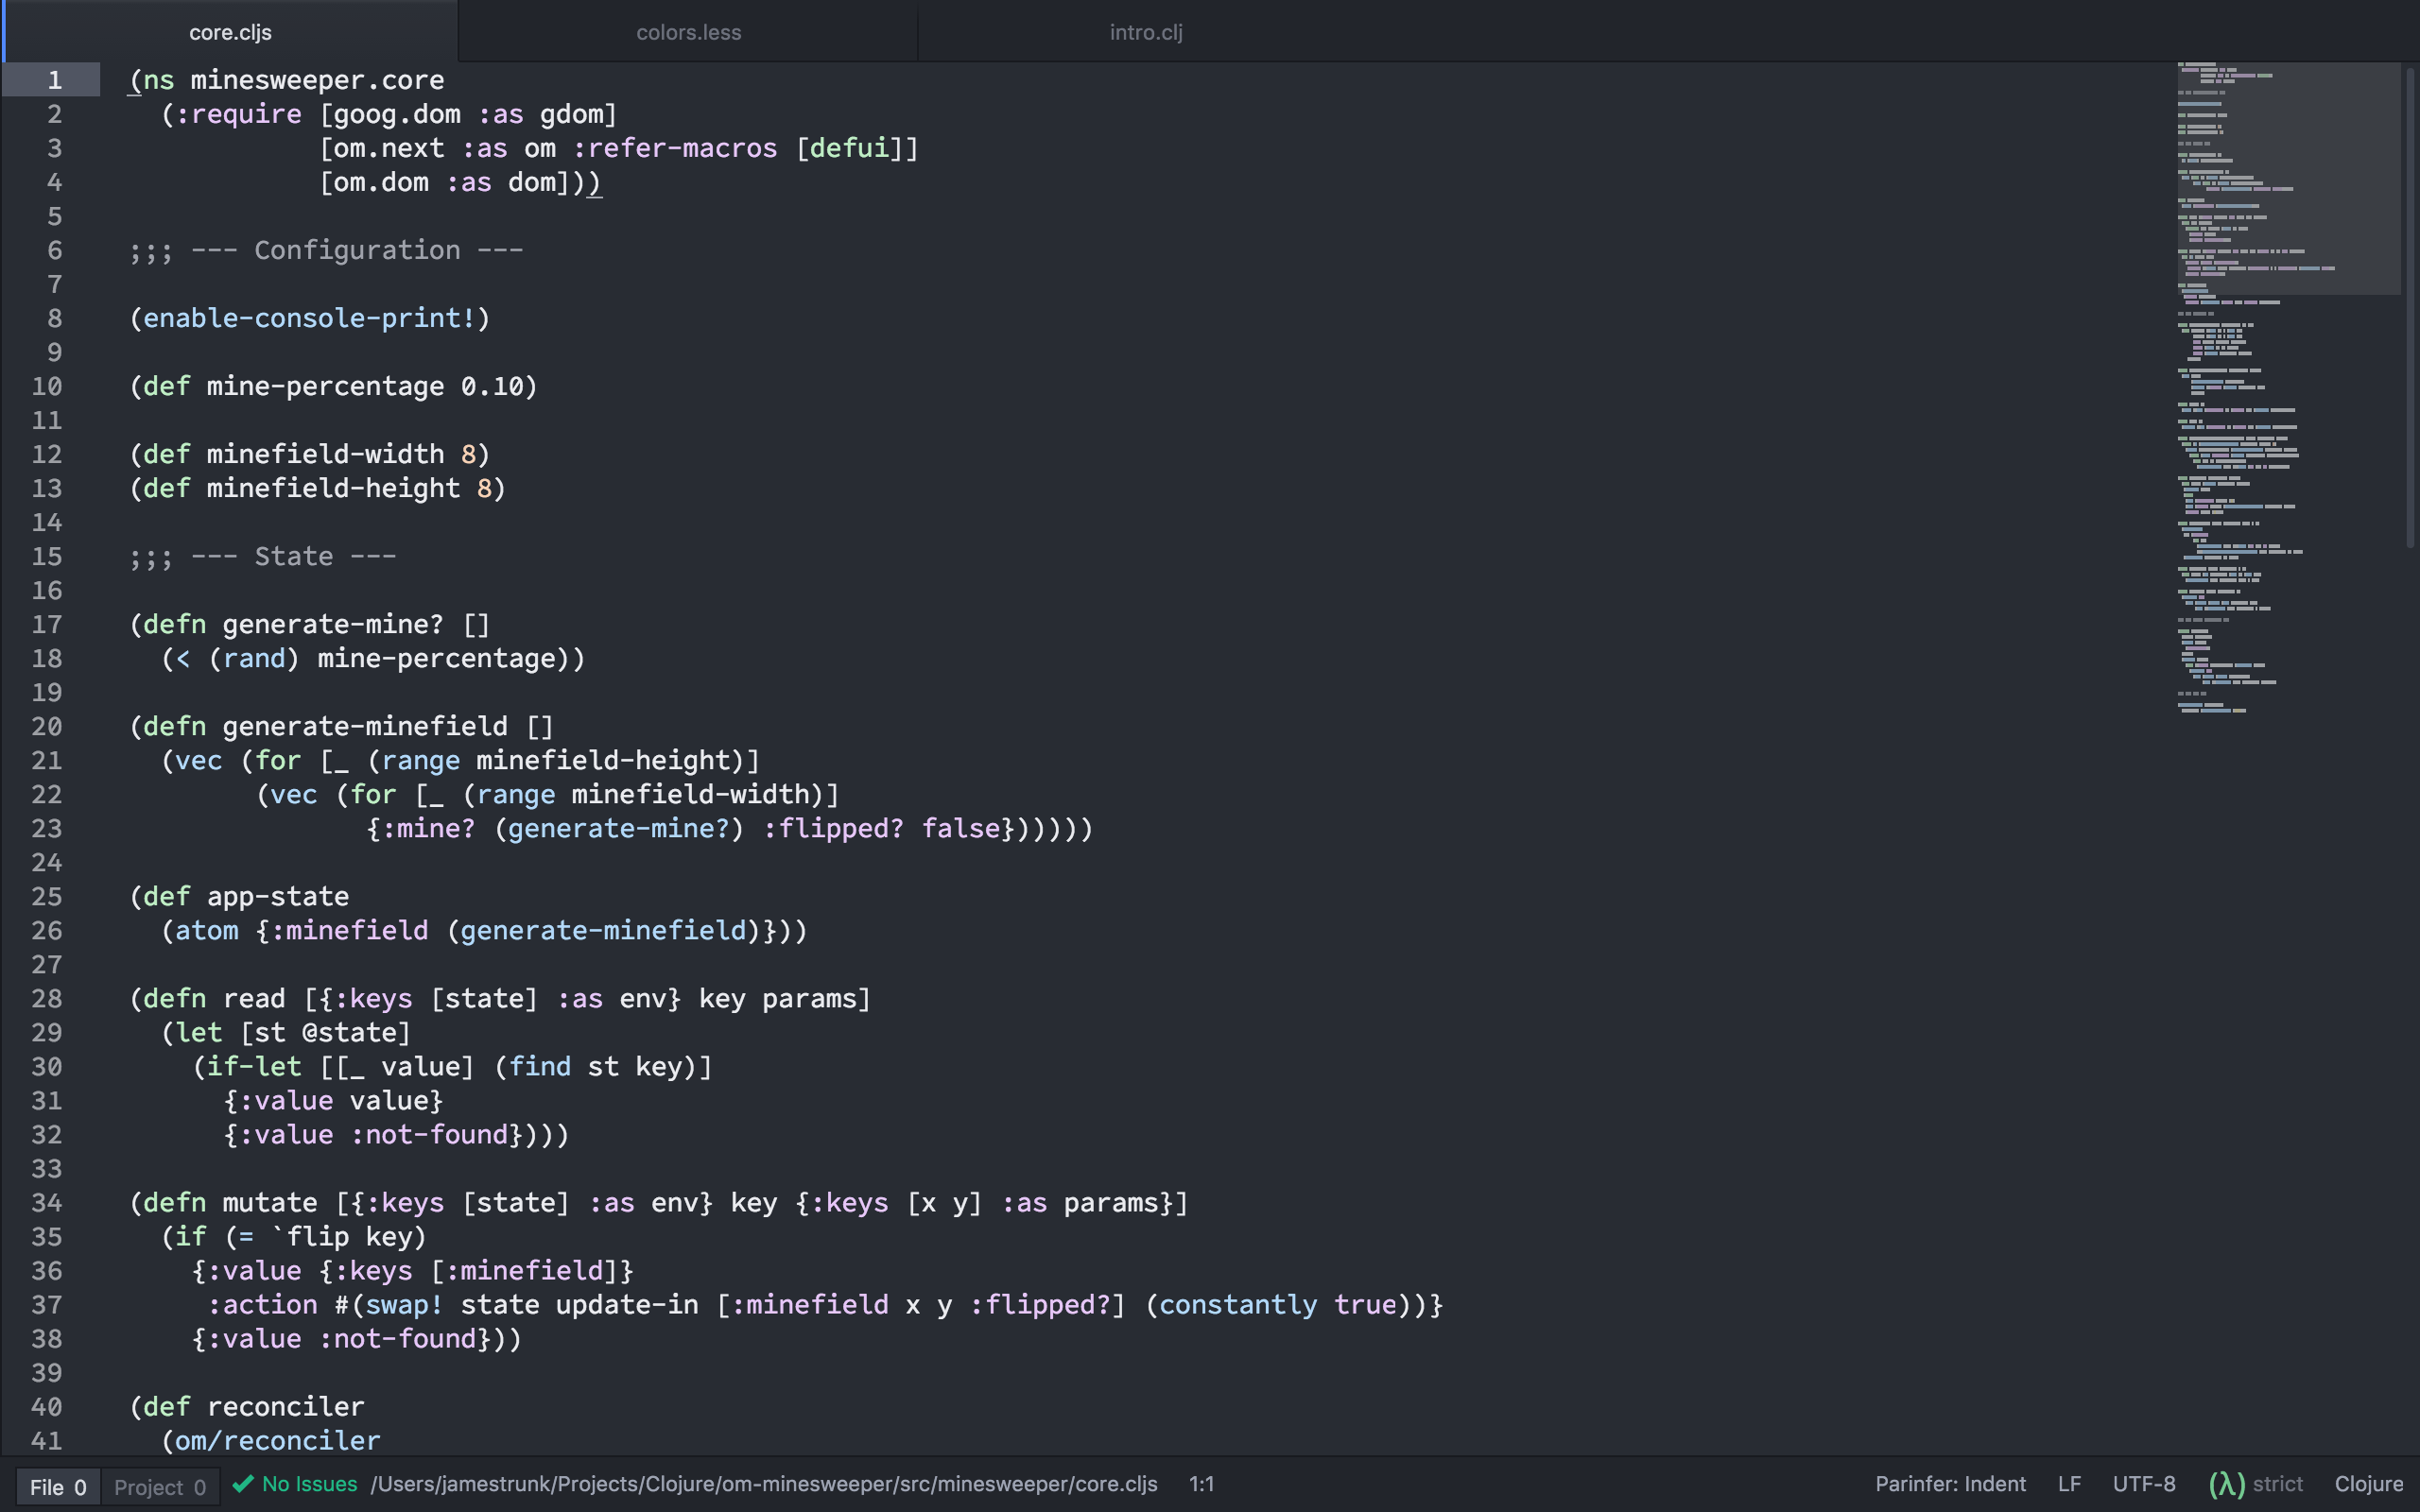 core.cljs
colors.less
intro.clj
1 (ns minesweeper.core
2   (:require [goog.dom :as gdom]
3             [om.next :as om :refer-macros [defui]]
4             [om.dom :as dom]))
5
6 ;;; --- Configuration ---
7
8 (enable-console-print!)
9
10 (def mine-percentage 0.10)
11
12 (def minefield-width 8)
13 (def minefield-height 8)
14
15 ;;; --- State ---
16
17 (defn generate-mine? []
18   (< (rand) mine-percentage))
19
20 (defn generate-minefield []
21   (vec (for [_ (range minefield-height)]
22         (vec (for [_ (range minefield-width)]
23                {:mine? (generate-mine?) :flipped? false})))))
24
25 (def app-state
26   (atom {:minefield (generate-minefield)}))
27
28 (defn read [{:keys [state] :as env} key params]
29   (let [st @state]
30     (if-let [[_ value] (find st key)]
31       {:value value}
32       {:value :not-found})))
33
34 (defn mutate [{:keys [state] :as env} key {:keys [x y] :as params}]
35   (if (= `flip key)
36     {:value {:keys [:minefield]}
37      :action #(swap! state update-in [:minefield x y :flipped?] (constantly true))}
38     {:value :not-found}))
39
40 (def reconciler
41   (om/reconciler
File 0 Project 0 No Issues /Users/jamestrunk/Projects/Clojure/om-minesweeper/src/minesweeper/core.cljs 1:1 Parinfer: Indent LF UTF-8 (λ) strict Clojure